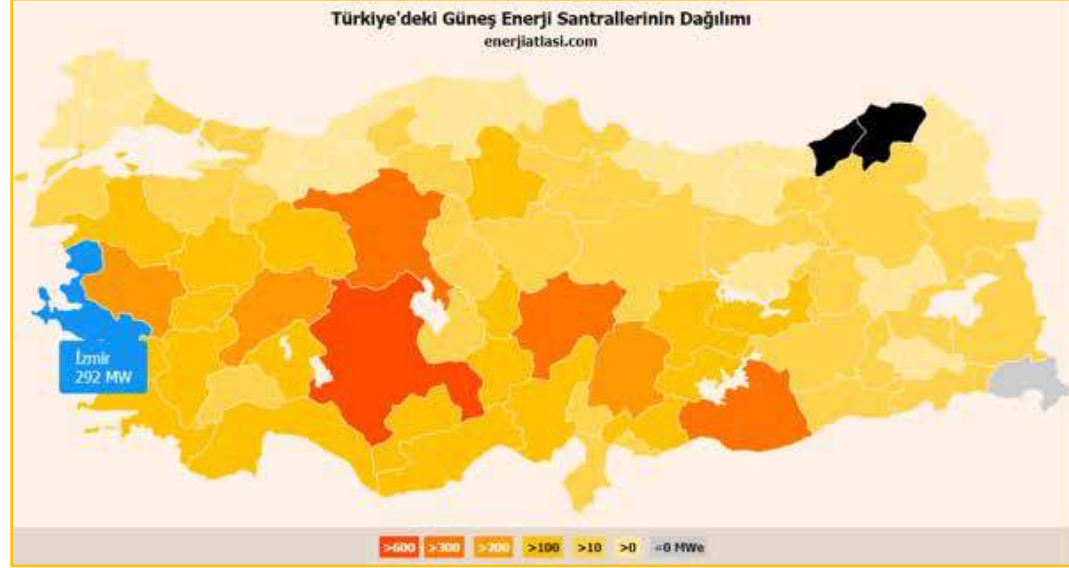 Türkiye'deki Güneş Enerji Santrallerinin Dağılımı
enerjiatlasi.com
İzmir
292 MW
>600 >300 >200 >100 >10 >0 =0 MWe